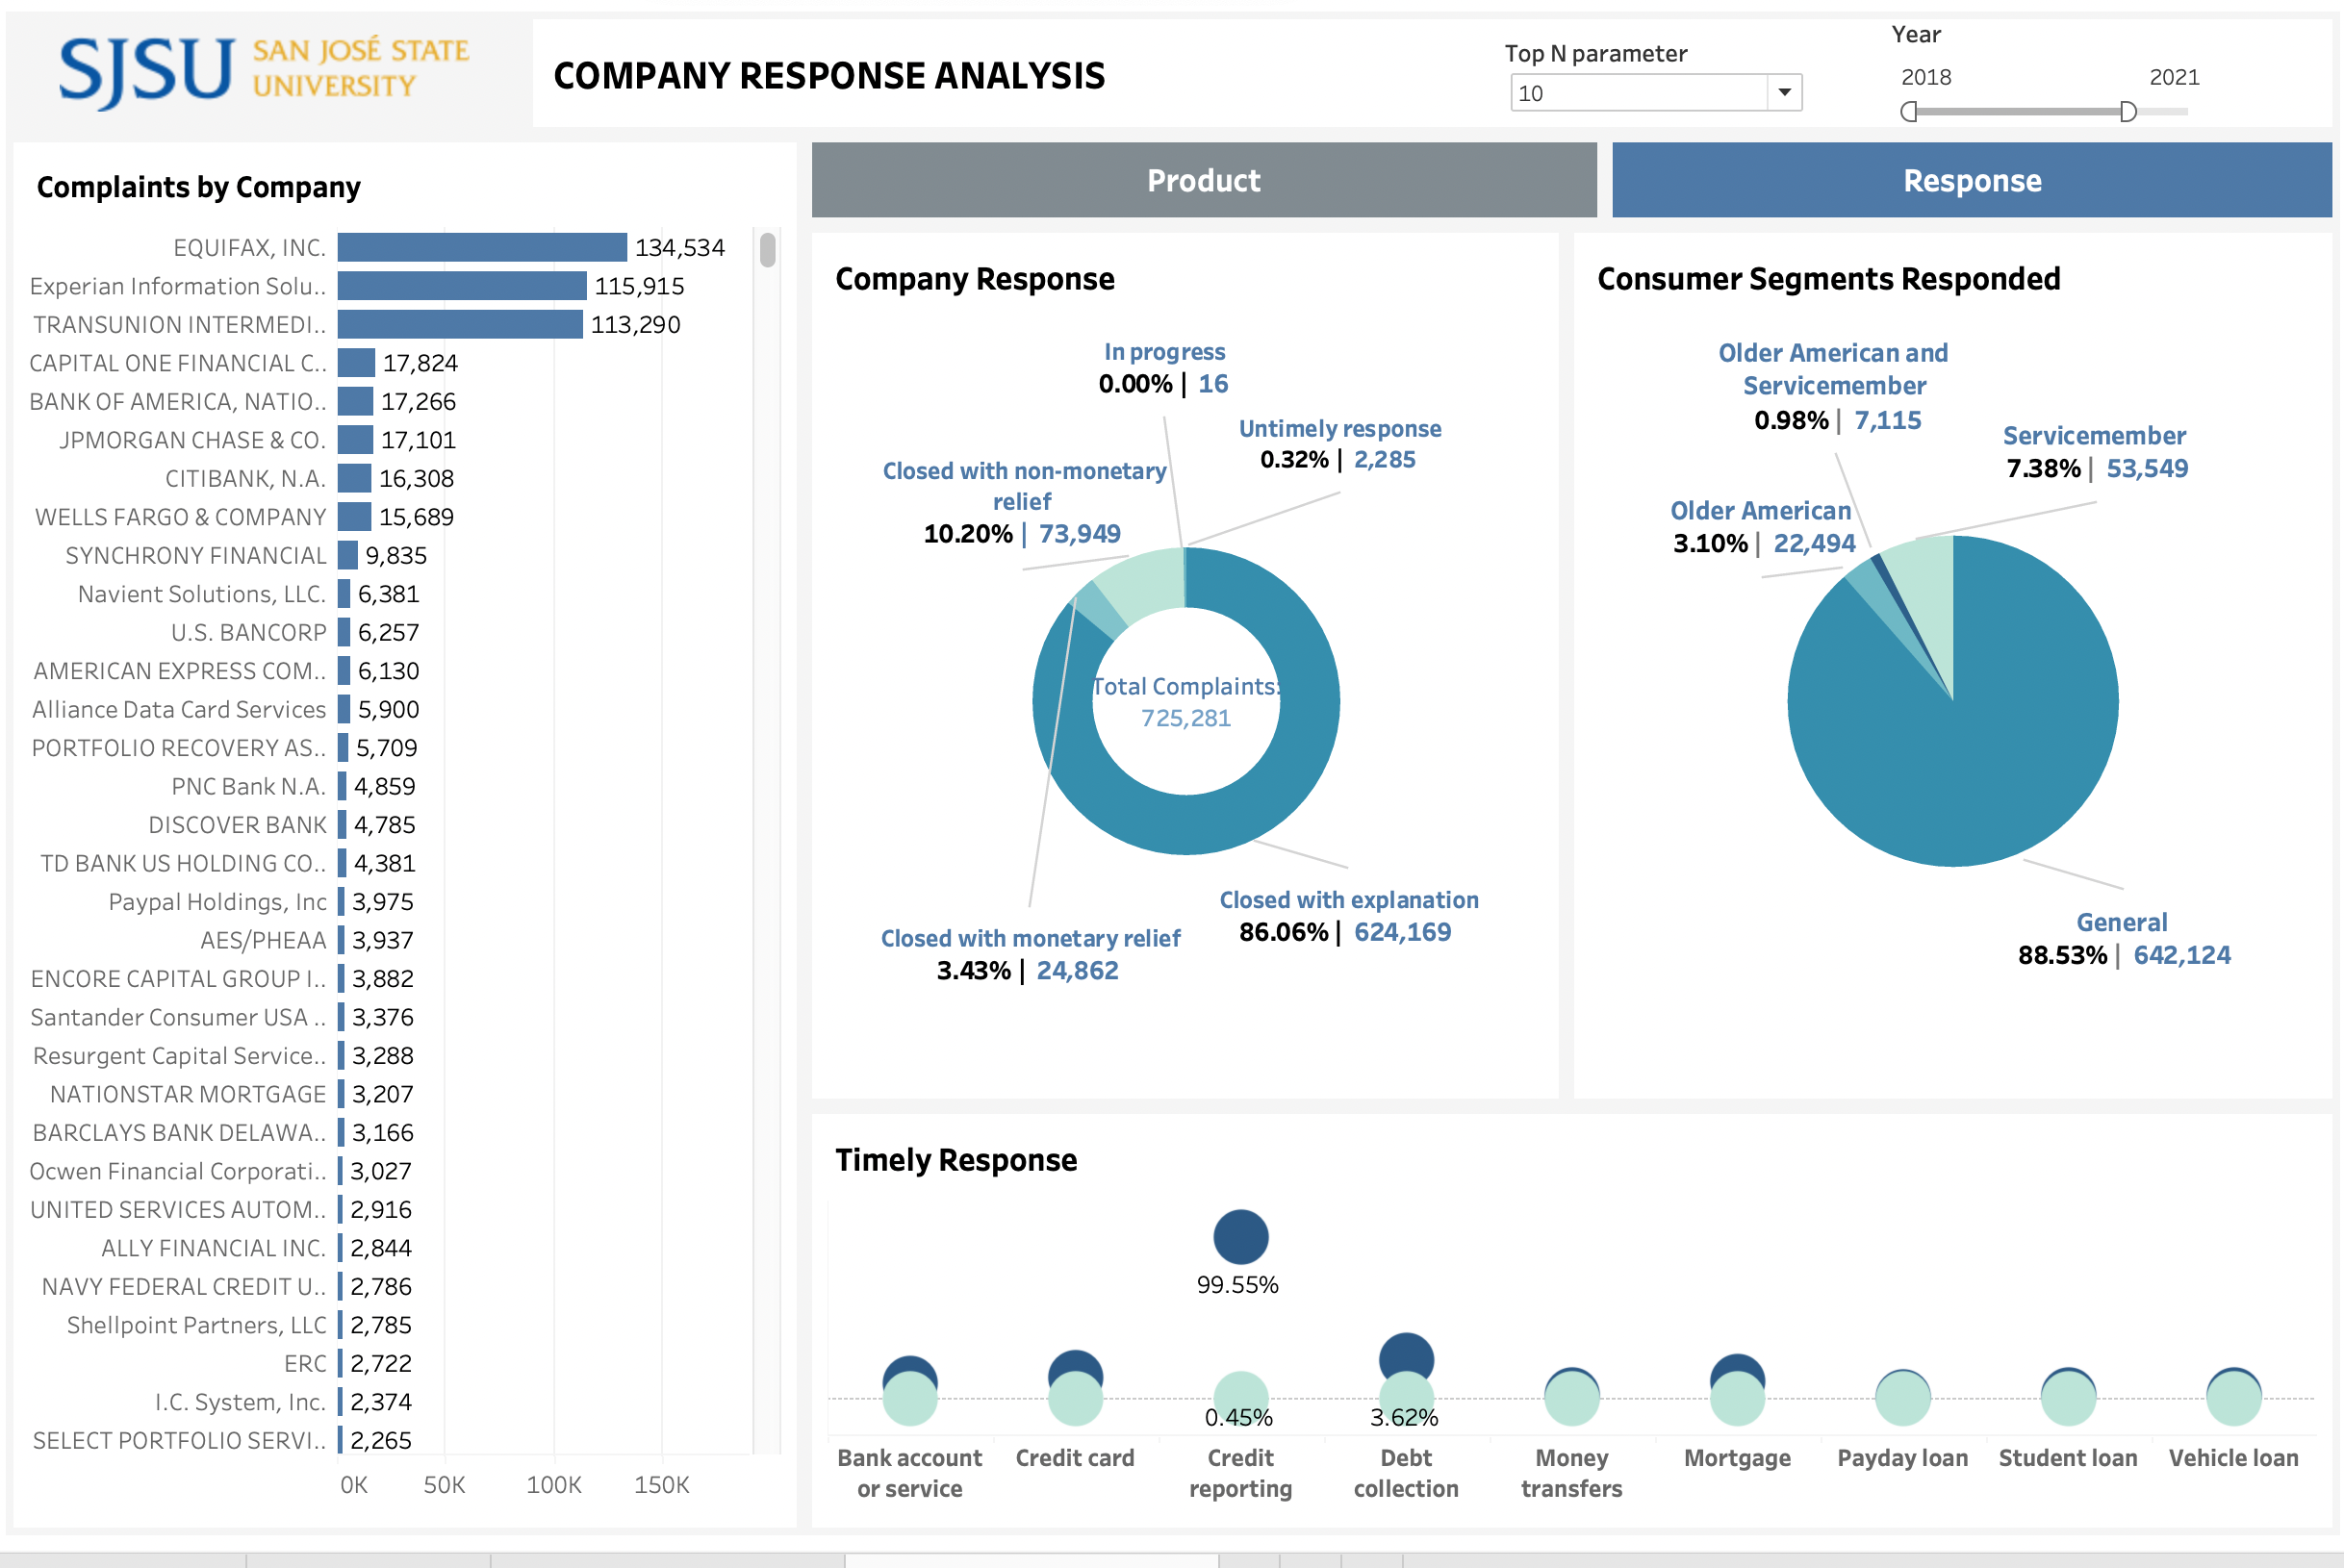 SJSU SAN JOSÉ STATE
UNIVERSITY
COMPANY RESPONSE ANALYSIS
Top N parameter
10
Year
2018 2021
Complaints by Company
EQUIFAX, INC. 134,534
Experian Information Solu.. 115,915
TRANSUNION INTERMEDI.. 113,290
CAPITAL ONE FINANCIAL C.. 17,824
BANK OF AMERICA, NATIO.. 17,266
JPMORGAN CHASE & CO. 17,101
CITIBANK, N.A. 16,308
WELLS FARGO & COMPANY 15,689
SYNCHRONY FINANCIAL 9,835
Navient Solutions, LLC. 6,381
U.S. BANCORP 6,257
AMERICAN EXPRESS COM.. 6,130
Alliance Data Card Services 5,900
PORTFOLIO RECOVERY AS.. 5,709
PNC Bank N.A. 4,859
DISCOVER BANK 4,785
TD BANK US HOLDING CO.. 4,381
Paypal Holdings, Inc 3,975
AES/PHEAA 3,937
ENCORE CAPITAL GROUP I.. 3,882
Santander Consumer USA .. 3,376
Resurgent Capital Service.. 3,288
NATIONSTAR MORTGAGE 3,207
BARCLAYS BANK DELAWA.. 3,166
Ocwen Financial Corporati.. 3,027
UNITED SERVICES AUTOM.. 2,916
ALLY FINANCIAL INC. 2,844
NAVY FEDERAL CREDIT U.. 2,786
Shellpoint Partners, LLC 2,785
ERC 2,722
I.C. System, Inc. 2,374
SELECT PORTFOLIO SERVI.. 2,265
0K 50K 100K 150K
Product
Response
Company Response
In progress
0.00% | 16
Untimely response
0.32% | 2,285
Closed with non-monetary
relief
10.20% | 73,949
Total Complaints:
725,281
Closed with explanation
86.06% | 624,169
Closed with monetary relief
3.43% | 24,862
Consumer Segments Responded
Older American and
Servicemember
0.98% | 7,115
Servicemember
7.38% | 53,549
Older American
3.10% | 22,494
General
88.53% | 642,124
Timely Response
99.55%
0.45% 3.62%
Bank account
or service
Credit card
Credit
reporting
Debt
collection
Money
transfers
Mortgage
Payday loan
Student loan
Vehicle loan